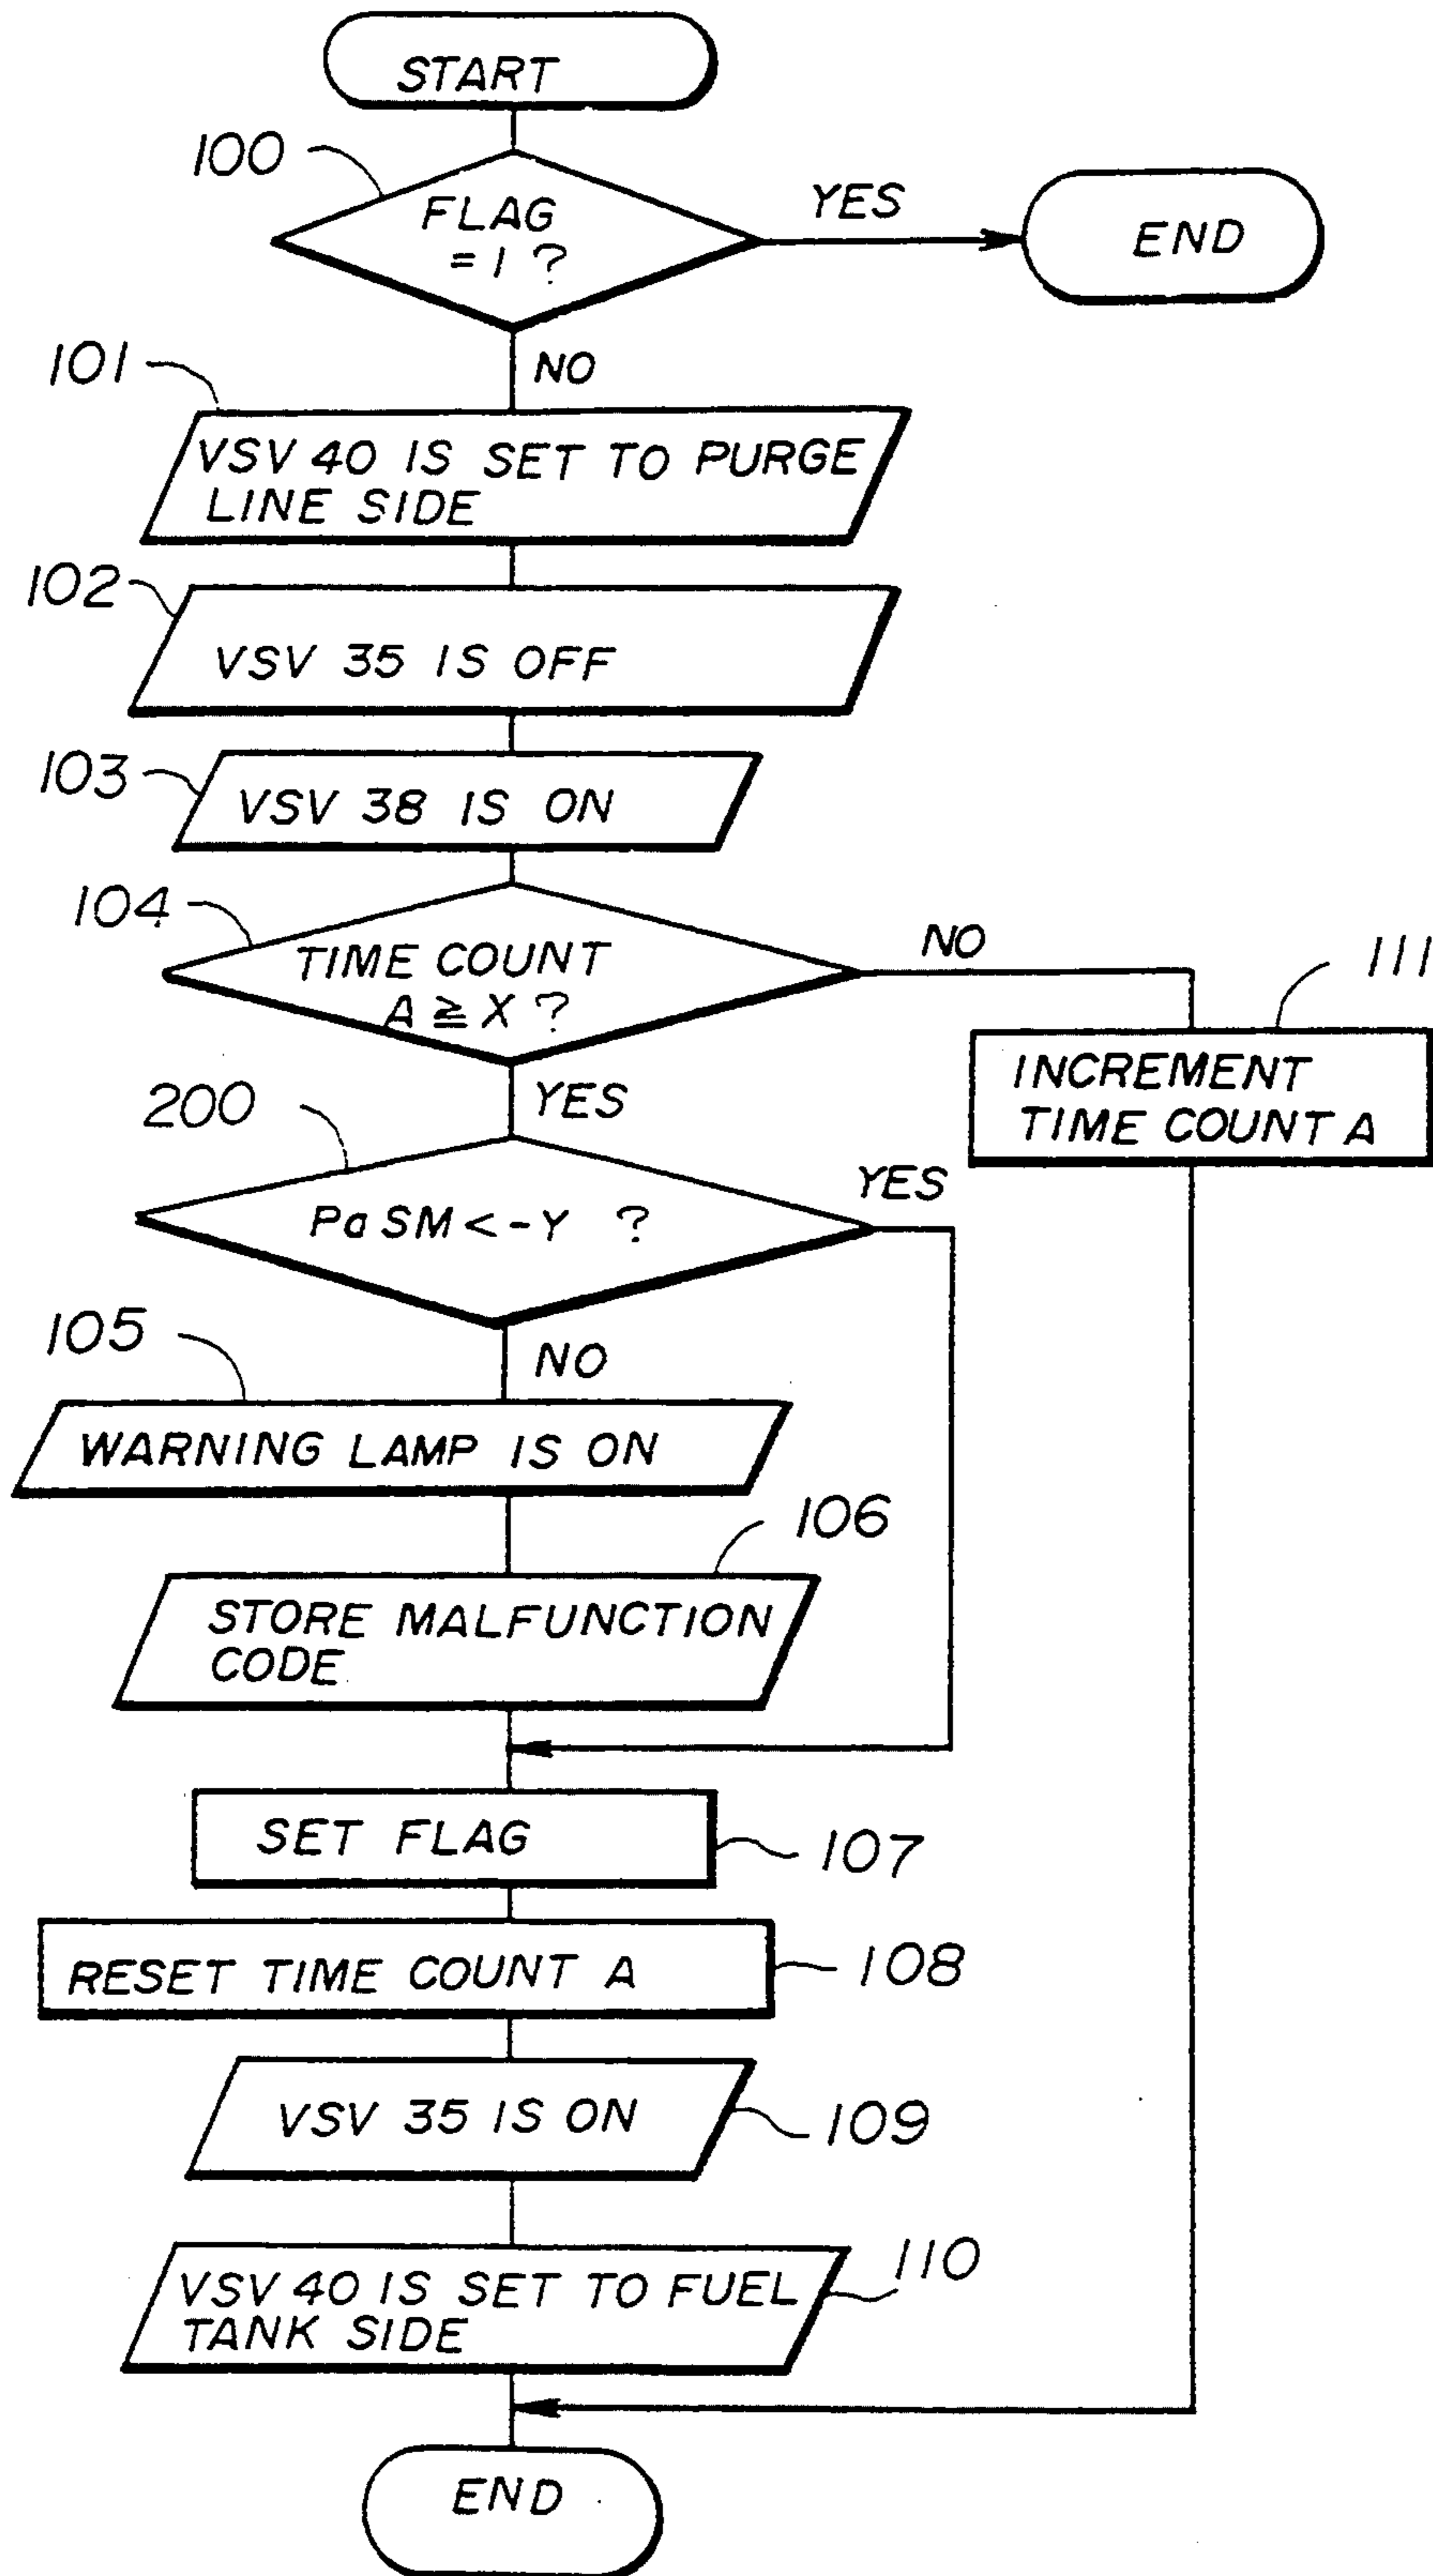 START
100
FLAG
= 1 ?
YES
END
NO
101
VSV 40 IS SET TO PURGE
LINE SIDE
102
VSV 35 IS OFF
103
VSV 38 IS ON
104
TIME COUNT
A ≧ X ?
NO
111
INCREMENT
TIME COUNT A
YES
200
PaSM < -Y ?
YES
NO
105
WARNING LAMP IS ON
106
STORE MALFUNCTION
CODE
SET FLAG
107
RESET TIME COUNT A
108
VSV 35 IS ON
109
VSV 40 IS SET TO FUEL
TANK SIDE
110
END